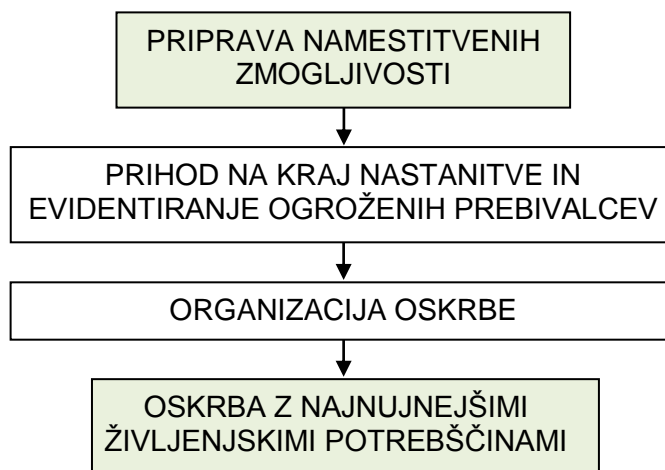 PRIPRAVA NAMESTITVENIH
ZMOGLJIVOSTI
PRIHOD NA KRAJ NASTANITVE IN
EVIDENTIRANJE OGROŽENIH PREBIVALCEV
ORGANIZACIJA OSKRBE
OSKRBA Z NAJNUJNEJŠIMI
ŽIVLJENJSKIMI POTREBŠČINAMI